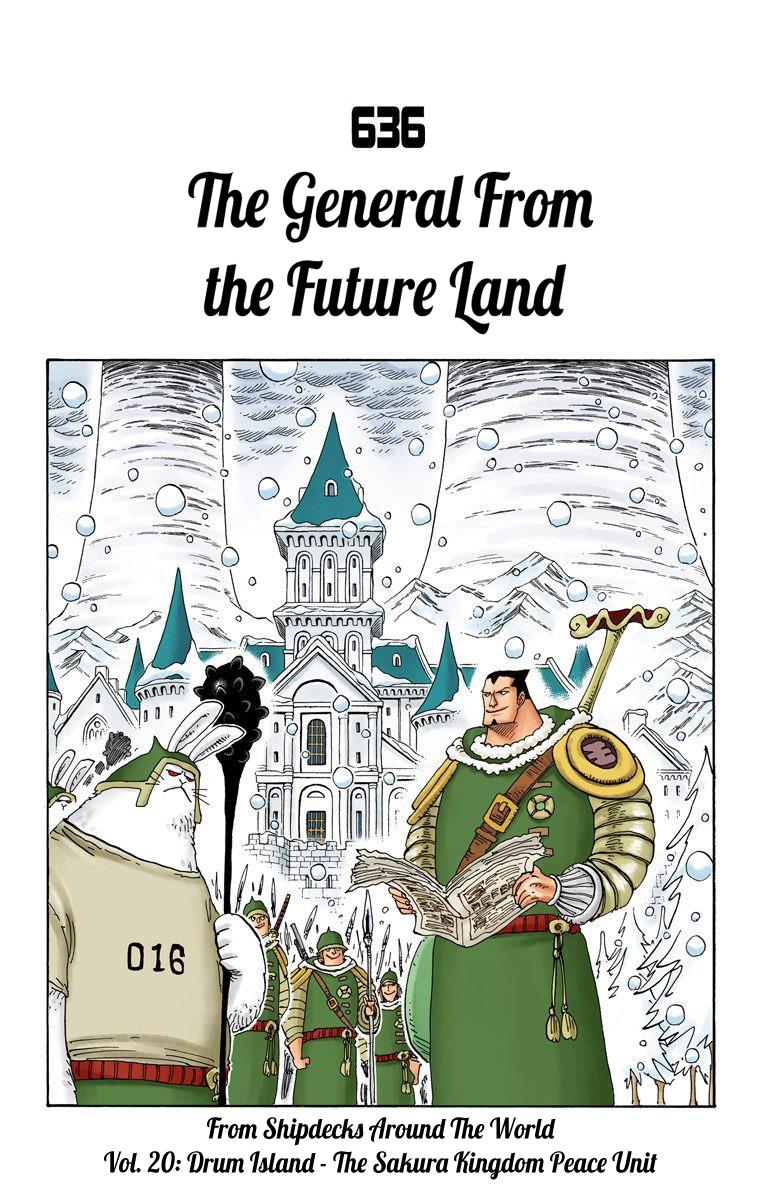 636
The General From
the Future Land
016
From Shipdecks Around The World
Vol. 20: Drum Island - The Sakura Kingdom Peace Unit